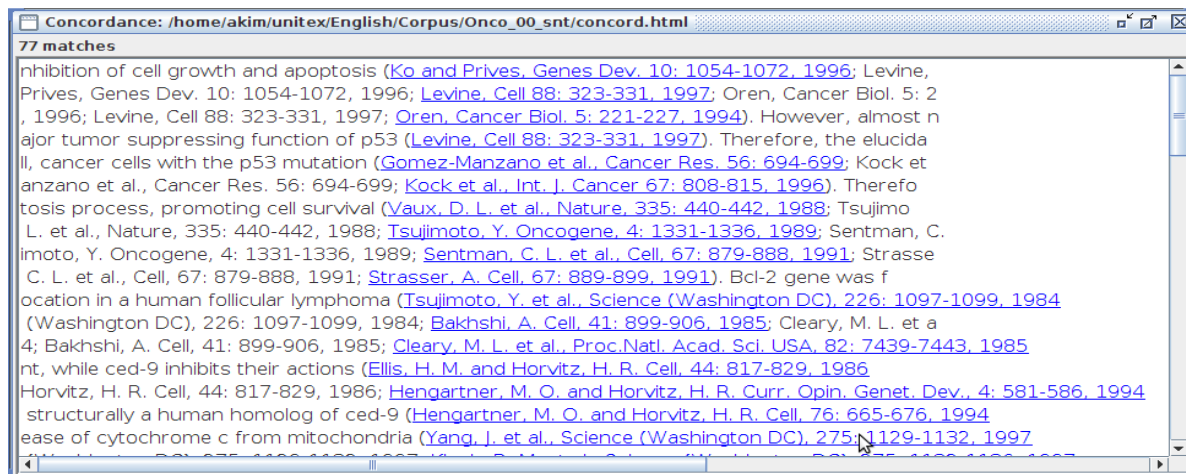 Concordance: /home/akim/unitex/English/Corpus/Onco_00_snt/concord.html
77 matches
nhibition of cell growth and apoptosis (Ko and Prives, Genes Dev. 10: 1054-1072, 1996; Levine,
Prives, Genes Dev. 10: 1054-1072, 1996; Levine, Cell 88: 323-331, 1997; Oren, Cancer Biol. 5: 2
, 1996; Levine, Cell 88: 323-331, 1997; Oren, Cancer Biol. 5: 221-227, 1994). However, almost n
ajor tumor suppressing function of p53 (Levine, Cell 88: 323-331, 1997). Therefore, the elucida
ll, cancer cells with the p53 mutation (Gomez-Manzano et al., Cancer Res. 56: 694-699; Kock et
anzano et al., Cancer Res. 56: 694-699; Kock et al., Int. J. Cancer 67: 808-815, 1996). Therefo
tosis process, promoting cell survival (Vaux, D. L. et al., Nature, 335: 440-442, 1988; Tsujimo
L. et al., Nature, 335: 440-442, 1988; Tsujimoto, Y. Oncogene, 4: 1331-1336, 1989; Sentman, C.
imoto, Y. Oncogene, 4: 1331-1336, 1989; Sentman, C. L. et al., Cell, 67: 879-888, 1991; Strasse
C. L. et al., Cell, 67: 879-888, 1991; Strasser, A. Cell, 67: 889-899, 1991). Bcl-2 gene was f
ocation in a human follicular lymphoma (Tsujimoto, Y. et al., Science (Washington DC), 226: 1097-1099, 1984
(Washington DC), 226: 1097-1099, 1984; Bakhshi, A. Cell, 41: 899-906, 1985; Cleary, M. L. et a
4; Bakhshi, A. Cell, 41: 899-906, 1985; Cleary, M. L. et al., Proc.Natl. Acad. Sci. USA, 82: 7439-7443, 1985
nt, while ced-9 inhibits their actions (Ellis, H. M. and Horvitz, H. R. Cell, 44: 817-829, 1986
Horvitz, H. R. Cell, 44: 817-829, 1986; Hengartner, M. O. and Horvitz, H. R. Curr. Opin. Genet. Dev., 4: 581-586, 1994
structurally a human homolog of ced-9 (Hengartner, M. O. and Horvitz, H. R. Cell, 76: 665-676, 1994
ease of cytochrome c from mitochondria (Yang, J. et al., Science (Washington DC), 275: 1129-1132, 1997